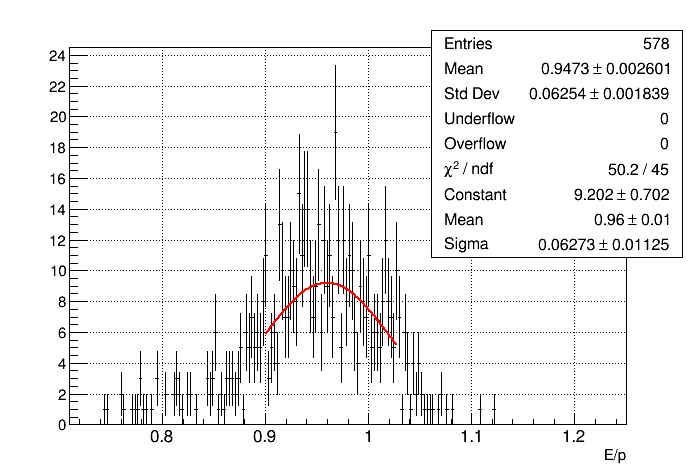 Entries 578
Mean 0.9473 ± 0.002601
Std Dev 0.06254 ± 0.001839
Underflow 0
Overflow 0
χ² / ndf 50.2 / 45
Constant 9.202 ± 0.702
Mean 0.96 ± 0.01
Sigma 0.06273 ± 0.01125
24
22
20
18
16
14
12
10
8
6
4
2
0
0.8 0.9 1 1.1 1.2
E/p